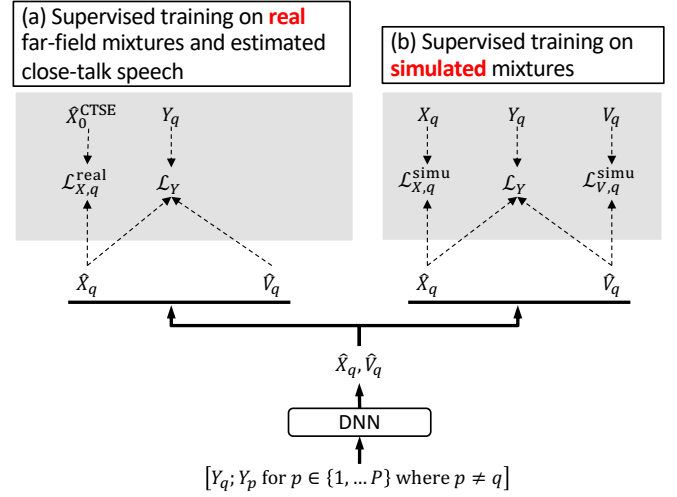 (a) Supervised training on real
far-field mixtures and estimated
close-talk speech
(b) Supervised training on
simulated mixtures
X̂₀^CTSE Y_q
ℒ_{X,q}^real ℒ_Y
X̂_q V̂_q
X_q Y_q V_q
ℒ_{X,q}^simu ℒ_Y ℒ_{V,q}^simu
X̂_q V̂_q
X̂_q, V̂_q
DNN
[Y_q; Y_p for p ∈ {1, … P} where p ≠ q]